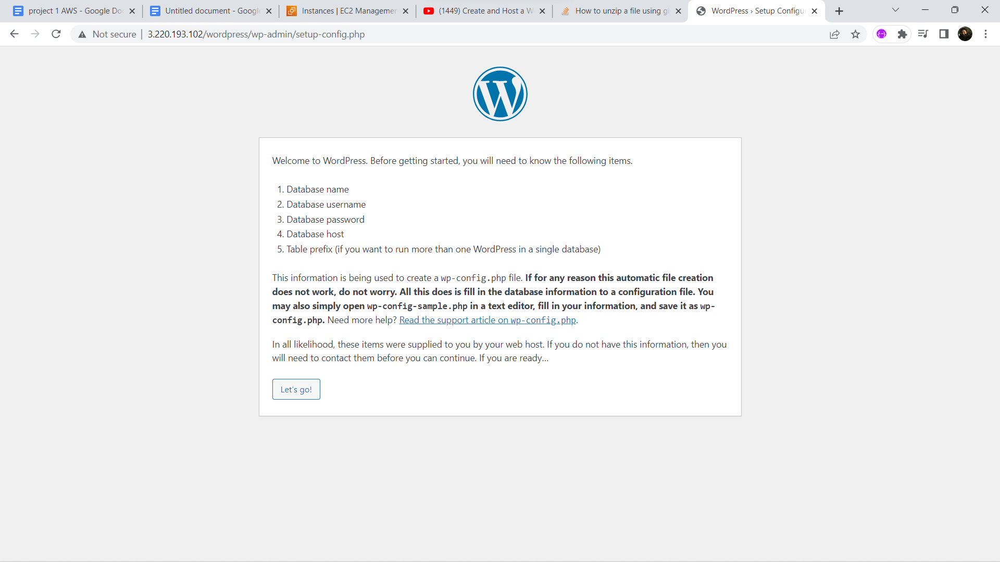 project 1 AWS - Google Do
Untitled document - Googl
Instances | EC2 Managemen
(1449) Create and Host a W
How to unzip a file using gi
WordPress › Setup Configu
Not secure
3.220.193.102/wordpress/wp-admin/setup-config.php
Welcome to WordPress. Before getting started, you will need to know the following items.
1. Database name
2. Database username
3. Database password
4. Database host
5. Table prefix (if you want to run more than one WordPress in a single database)
This information is being used to create a wp-config.php file. If for any reason this automatic file creation
does not work, do not worry. All this does is fill in the database information to a configuration file. You
may also simply open wp-config-sample.php in a text editor, fill in your information, and save it as wp-
config.php. Need more help? Read the support article on wp-config.php.
In all likelihood, these items were supplied to you by your web host. If you do not have this information, then you
will need to contact them before you can continue. If you are ready…
Let's go!